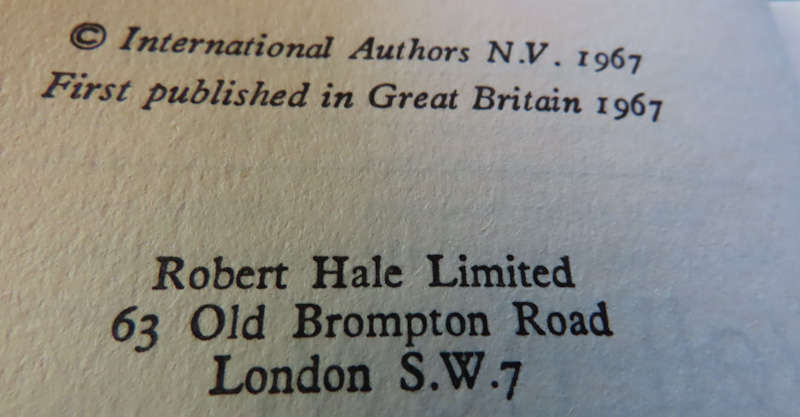 © International Authors N.V. 1967
First published in Great Britain 1967
Robert Hale Limited
63 Old Brompton Road
London S.W.7